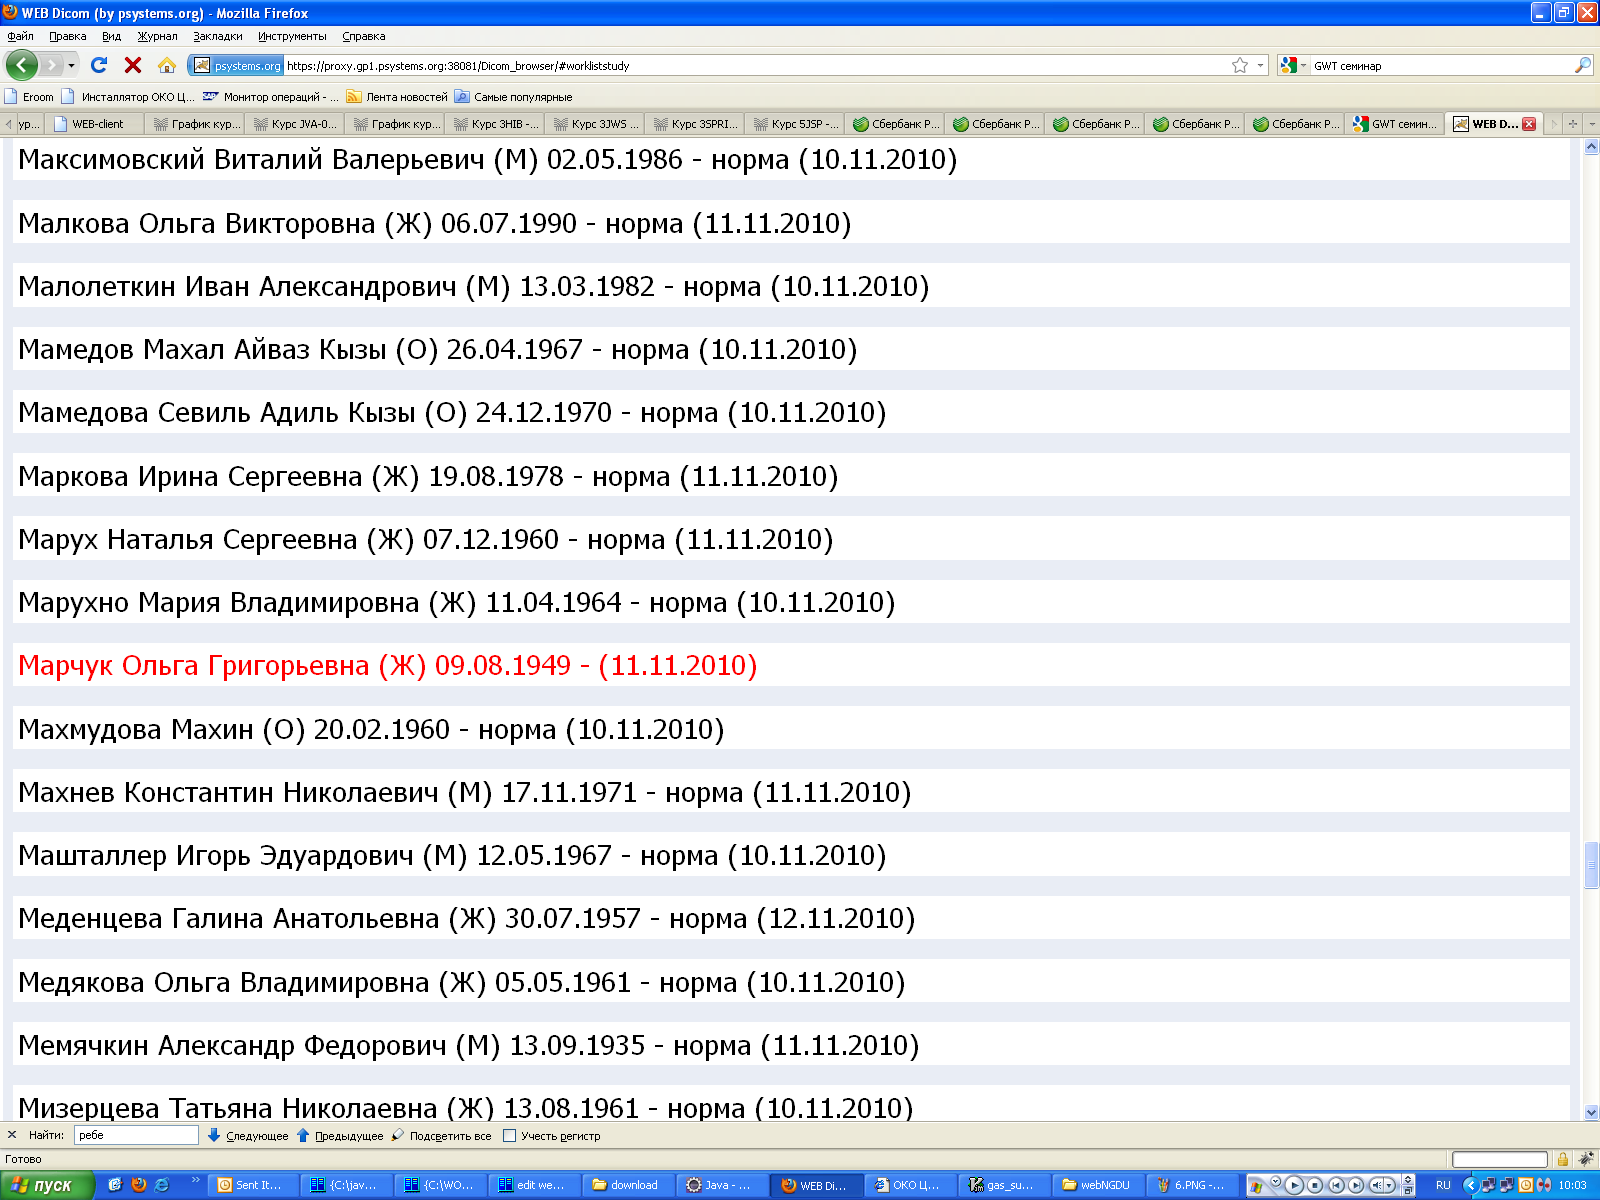 WEB Dicom (by psystems.org) - Mozilla Firefox
Файл Правка Вид Журнал Закладки Инструменты Справка
psystems.org https://proxy.gp1.psystems.org:38081/Dicom_browser/#workliststudy GWT семинар
Eroom Инсталлятор ОКО Ц... Монитор операций - ... Лента новостей Самые популярные
ур... WEB-client График кур... Курс JVA-0... График кур... Курс 3HIB -... Курс 3JWS ... Курс 3SPRI... Курс 5JSP -... Сбербанк Р... Сбербанк Р... Сбербанк Р... Сбербанк Р... Сбербанк Р... GWT семин... WEB D...
Максимовский Виталий Валерьевич (М) 02.05.1986 - норма (10.11.2010)
Малкова Ольга Викторовна (Ж) 06.07.1990 - норма (11.11.2010)
Малолеткин Иван Александрович (М) 13.03.1982 - норма (10.11.2010)
Мамедов Махал Айваз Кызы (О) 26.04.1967 - норма (10.11.2010)
Мамедова Севиль Адиль Кызы (О) 24.12.1970 - норма (10.11.2010)
Маркова Ирина Сергеевна (Ж) 19.08.1978 - норма (11.11.2010)
Марух Наталья Сергеевна (Ж) 07.12.1960 - норма (11.11.2010)
Марухно Мария Владимировна (Ж) 11.04.1964 - норма (10.11.2010)
Марчук Ольга Григорьевна (Ж) 09.08.1949 - (11.11.2010)
Махмудова Махин (О) 20.02.1960 - норма (10.11.2010)
Махнев Константин Николаевич (М) 17.11.1971 - норма (11.11.2010)
Машталлер Игорь Эдуардович (М) 12.05.1967 - норма (10.11.2010)
Меденцева Галина Анатольевна (Ж) 30.07.1957 - норма (12.11.2010)
Медякова Ольга Владимировна (Ж) 05.05.1961 - норма (10.11.2010)
Мемячкин Александр Федорович (М) 13.09.1935 - норма (11.11.2010)
Мизерцева Татьяна Николаевна (Ж) 13.08.1961 - норма (10.11.2010)
Найти: ребе Следующее Предыдущее Подсветить все Учесть регистр
Готово
пуск Sent It... {C:\jav... {C:\WO... edit we... download Java - ... WEB Di... ОКО Ц... gas_su... webNGDU 6.PNG -... RU 10:03